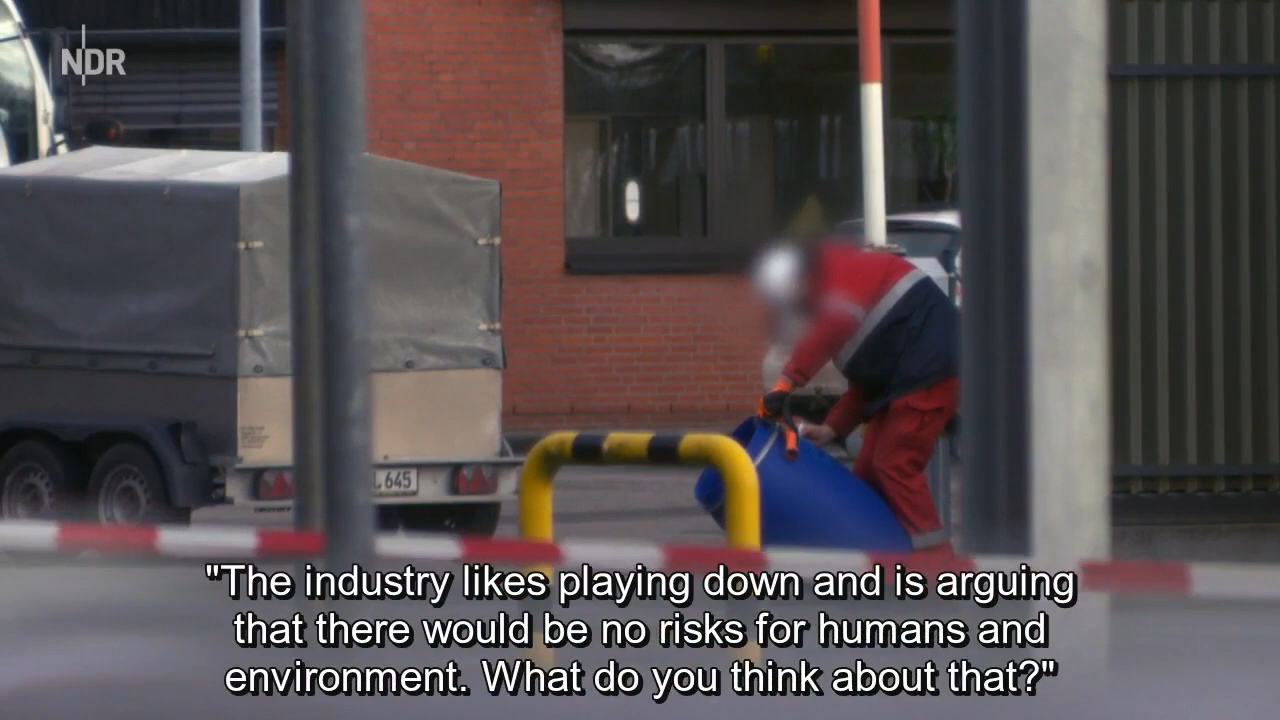 NDR
L 645
"The industry likes playing down and is arguing
that there would be no risks for humans and
environment. What do you think about that?"